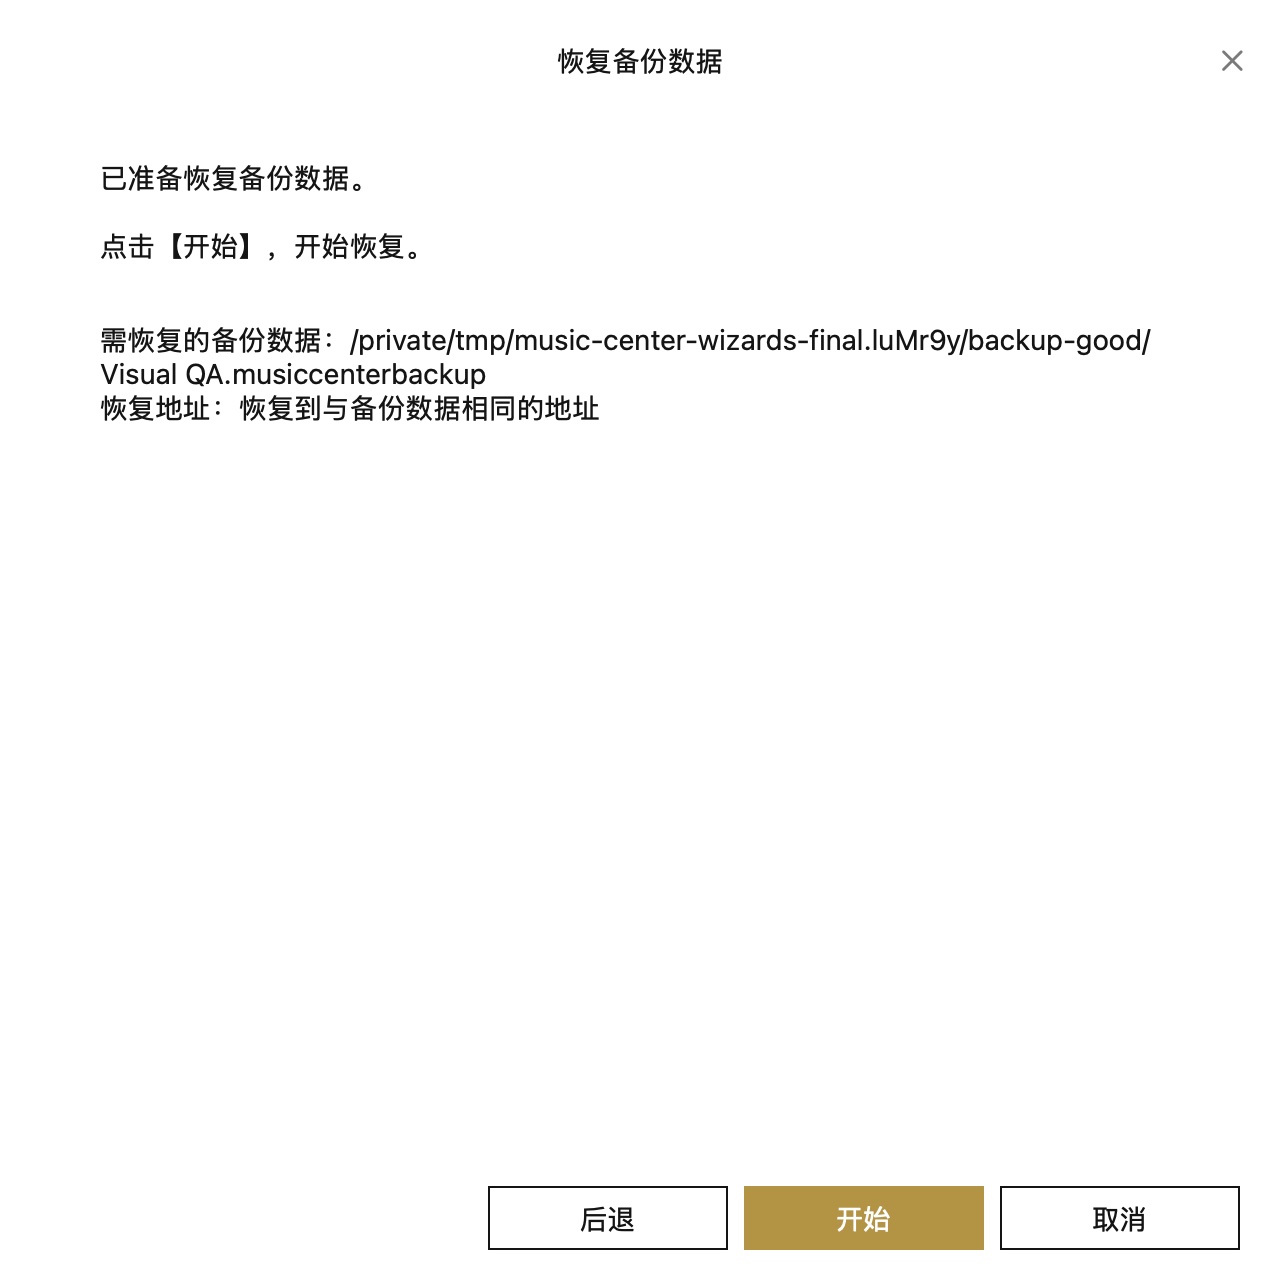 恢复备份数据
已准备恢复备份数据。
点击【开始】，开始恢复。
需恢复的备份数据：/private/tmp/music-center-wizards-final.luMr9y/backup-good/
Visual QA.musiccenterbackup
恢复地址：恢复到与备份数据相同的地址
后退
开始
取消